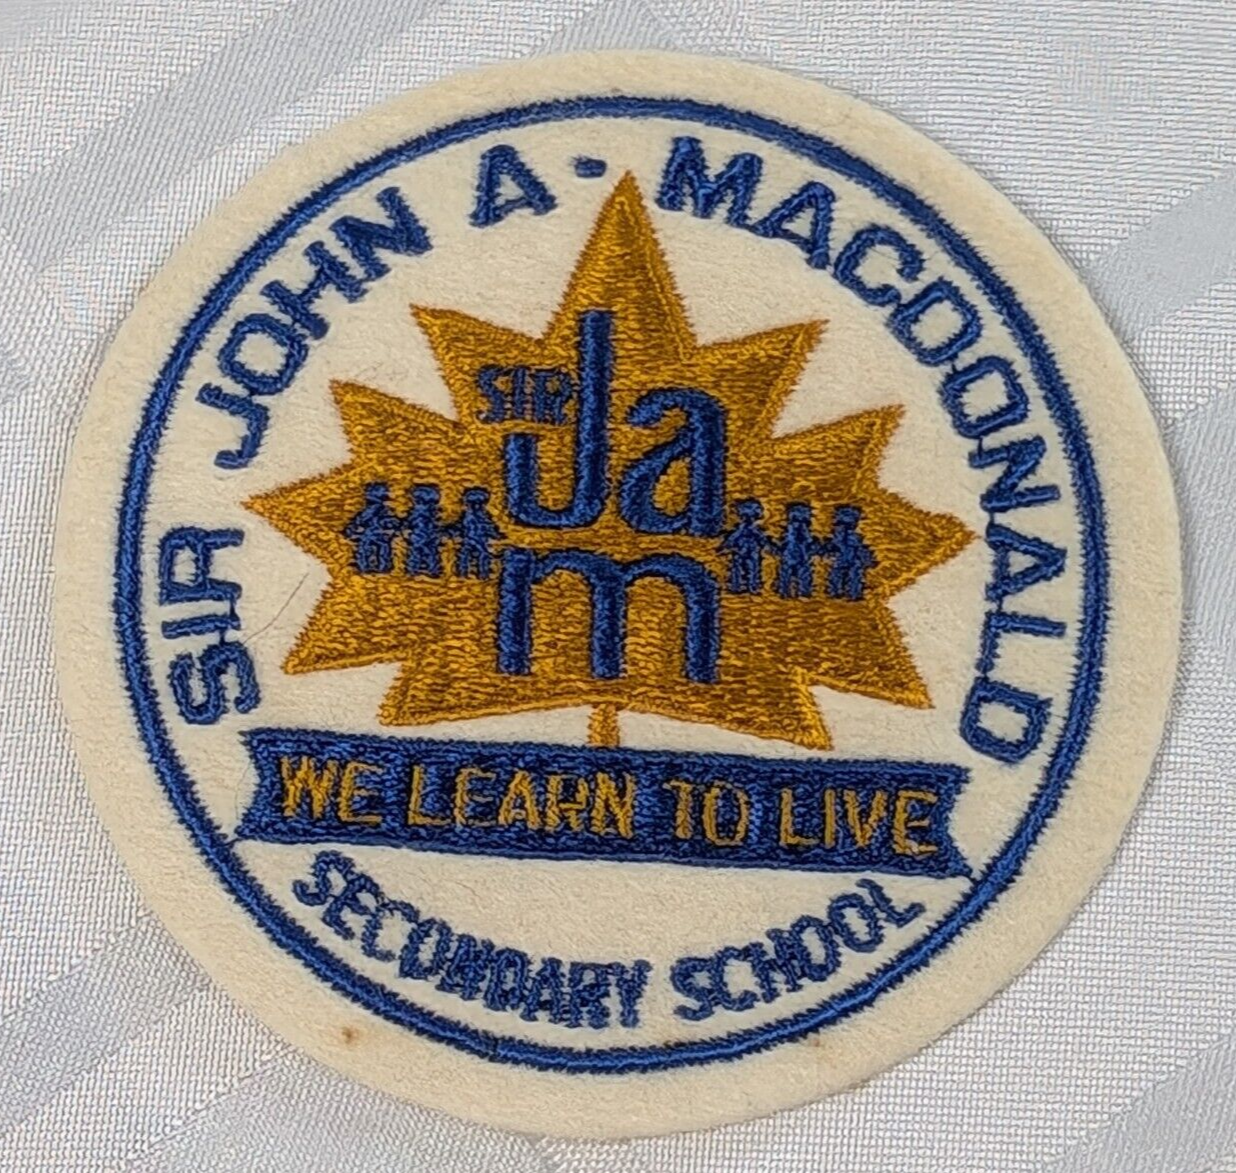 SIR JOHN A. MACDONALD
SIR
Ja
m
WE LEARN TO LIVE
SECONDARY SCHOOL